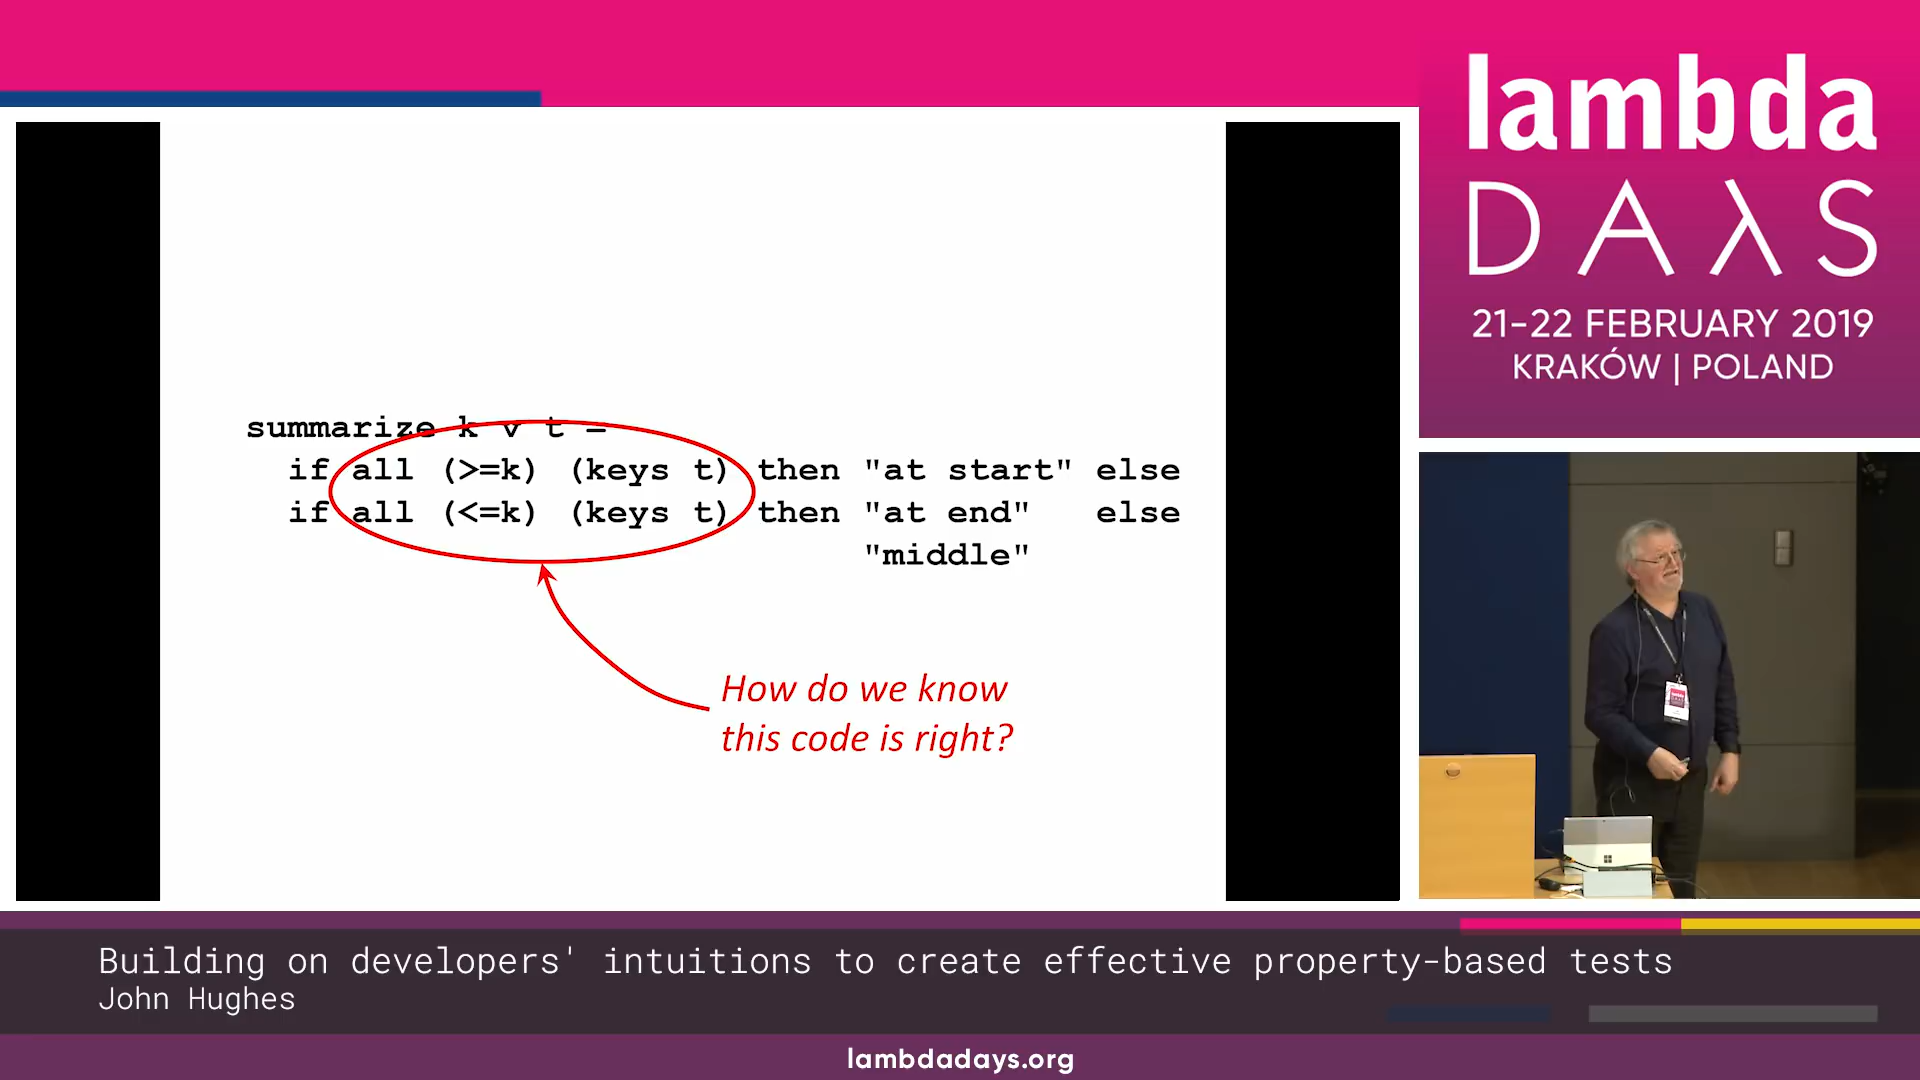 lambda
DAλS
21-22 FEBRUARY 2019
KRAKÓW | POLAND
summarize k v t =
if all (>=k) (keys t) then "at start" else
if all (<=k) (keys t) then "at end" else
"middle"
How do we know
this code is right?
Building on developers' intuitions to create effective property-based tests
John Hughes
lambdadays.org